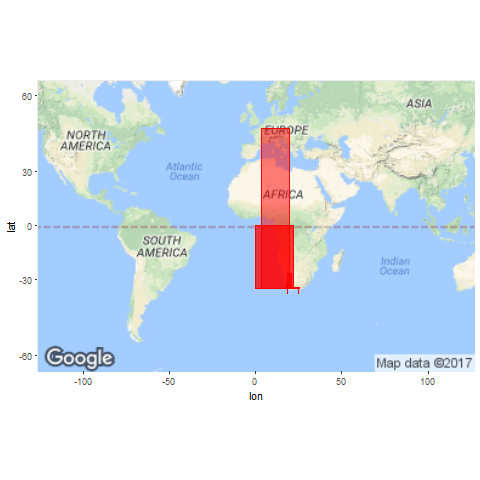 60
ASIA
NORTH
AMERICA
EUROPE
Atlantic
Ocean
30
AFRICA
lat
0
SOUTH
AMERICA
Indian
Ocean
-30
-60
Google
Map data ©2017
-100
-50
0
50
100
lon